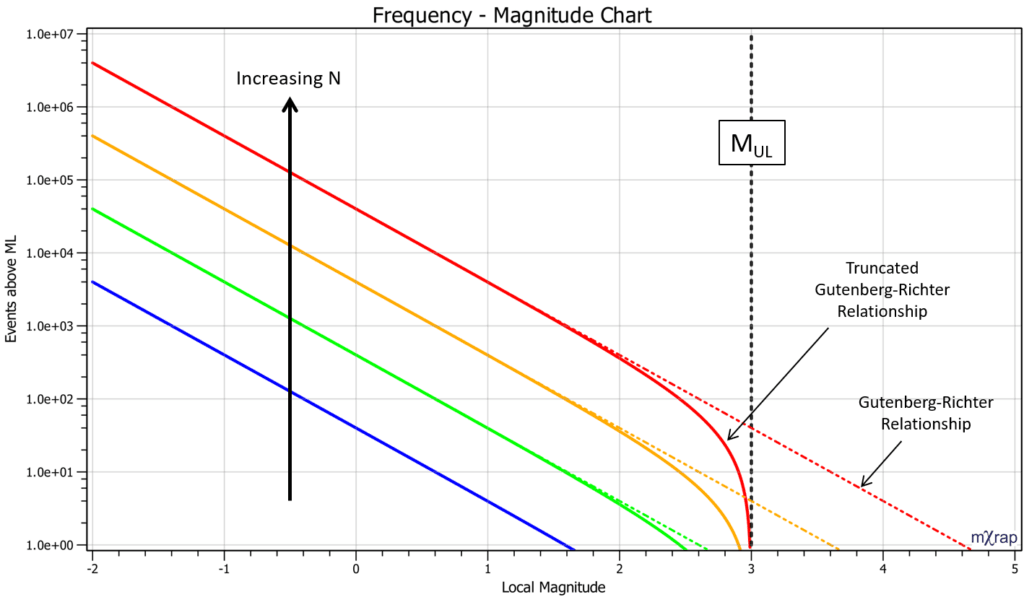 Frequency - Magnitude Chart
1.0e+07
1.0e+06
1.0e+05
1.0e+04
1.0e+03
1.0e+02
1.0e+01
1.0e+00
Events above ML
Increasing N
M_UL
Truncated
Gutenberg-Richter
Relationship
Gutenberg-Richter
Relationship
mχrap
-2
-1
0
1
2
3
4
5
Local Magnitude